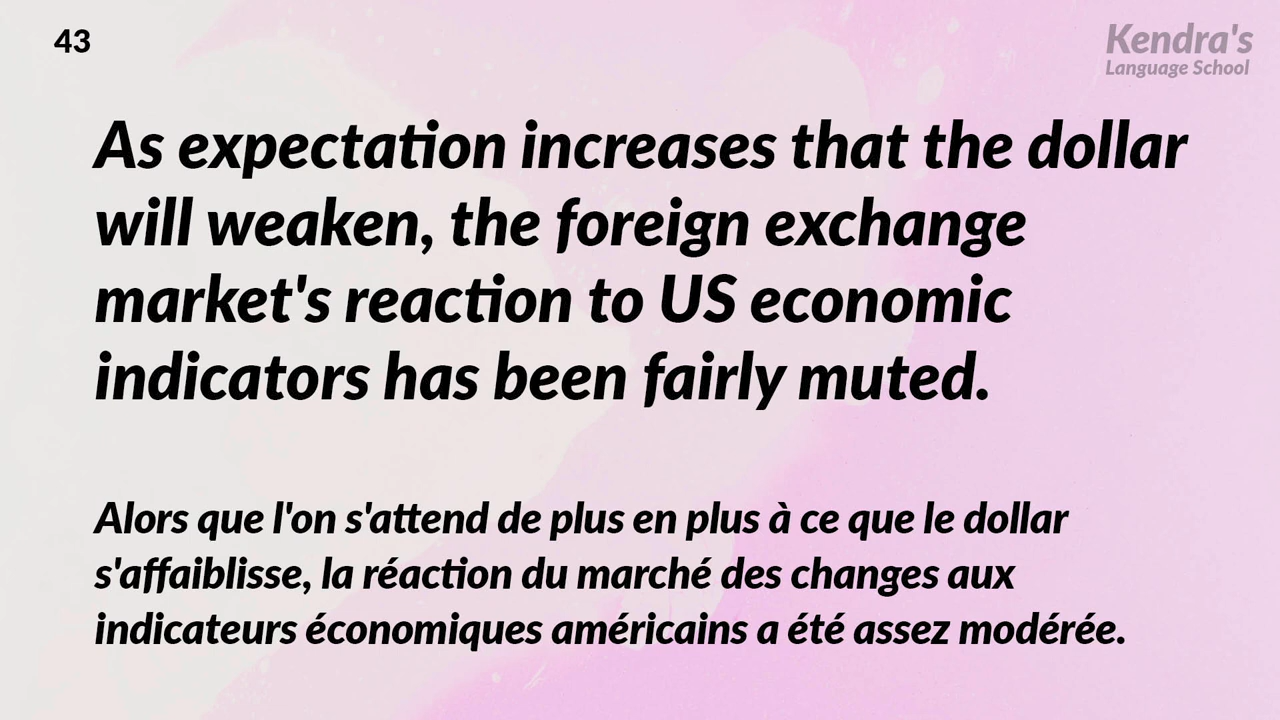 43
Kendra's
Language School
As expectation increases that the dollar
will weaken, the foreign exchange
market's reaction to US economic
indicators has been fairly muted.
Alors que l'on s'attend de plus en plus à ce que le dollar
s'affaiblisse, la réaction du marché des changes aux
indicateurs économiques américains a été assez modérée.